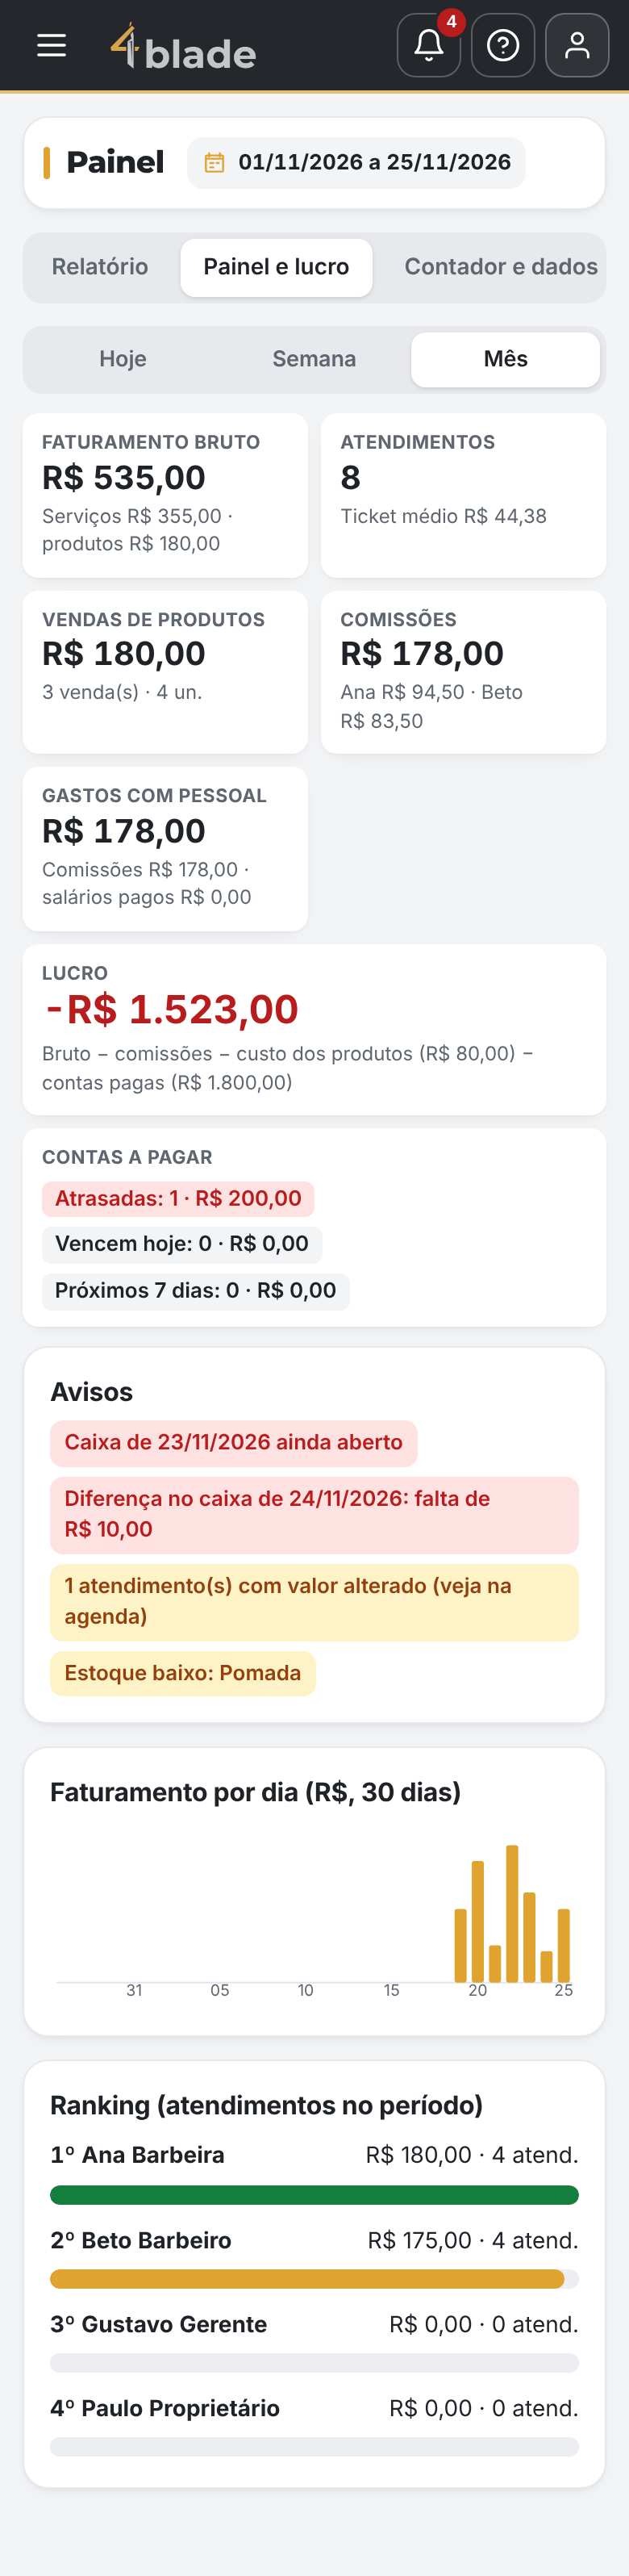 4blade
4
Painel
01/11/2026 a 25/11/2026
Relatório
Painel e lucro
Contador e dados
Hoje
Semana
Mês
FATURAMENTO BRUTO
R$ 535,00
Serviços R$ 355,00 ·
produtos R$ 180,00
ATENDIMENTOS
8
Ticket médio R$ 44,38
VENDAS DE PRODUTOS
R$ 180,00
3 venda(s) · 4 un.
COMISSÕES
R$ 178,00
Ana R$ 94,50 · Beto
R$ 83,50
GASTOS COM PESSOAL
R$ 178,00
Comissões R$ 178,00 ·
salários pagos R$ 0,00
LUCRO
-R$ 1.523,00
Bruto − comissões − custo dos produtos (R$ 80,00) −
contas pagas (R$ 1.800,00)
CONTAS A PAGAR
Atrasadas: 1 · R$ 200,00
Vencem hoje: 0 · R$ 0,00
Próximos 7 dias: 0 · R$ 0,00
Avisos
Caixa de 23/11/2026 ainda aberto
Diferença no caixa de 24/11/2026: falta de
R$ 10,00
1 atendimento(s) com valor alterado (veja na
agenda)
Estoque baixo: Pomada
Faturamento por dia (R$, 30 dias)
31 05 10 15 20 25
Ranking (atendimentos no período)
1º Ana Barbeira R$ 180,00 · 4 atend.
2º Beto Barbeiro R$ 175,00 · 4 atend.
3º Gustavo Gerente R$ 0,00 · 0 atend.
4º Paulo Proprietário R$ 0,00 · 0 atend.